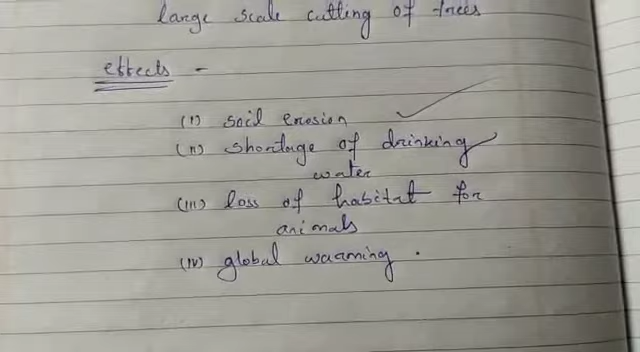 large scale cutting of trees
effects -
(i) soil erosion
(ii) shortage of drinking
water
(iii) loss of habitat for
animals
(iv) global warming .